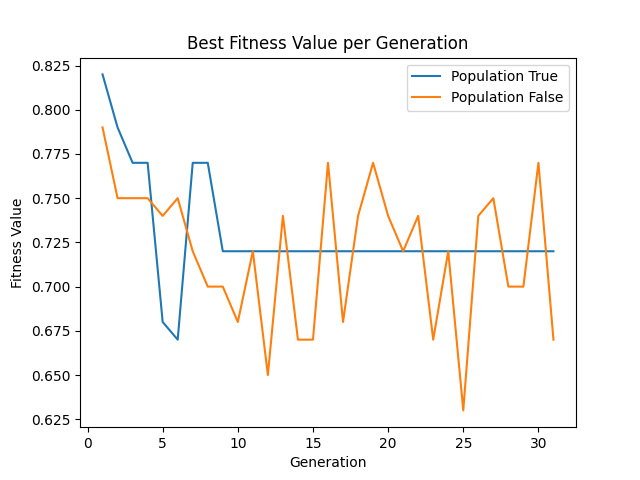 Best Fitness Value per Generation
Population True
Population False
Fitness Value
0.825
0.800
0.775
0.750
0.725
0.700
0.675
0.650
0.625
0 5 10 15 20 25 30
Generation